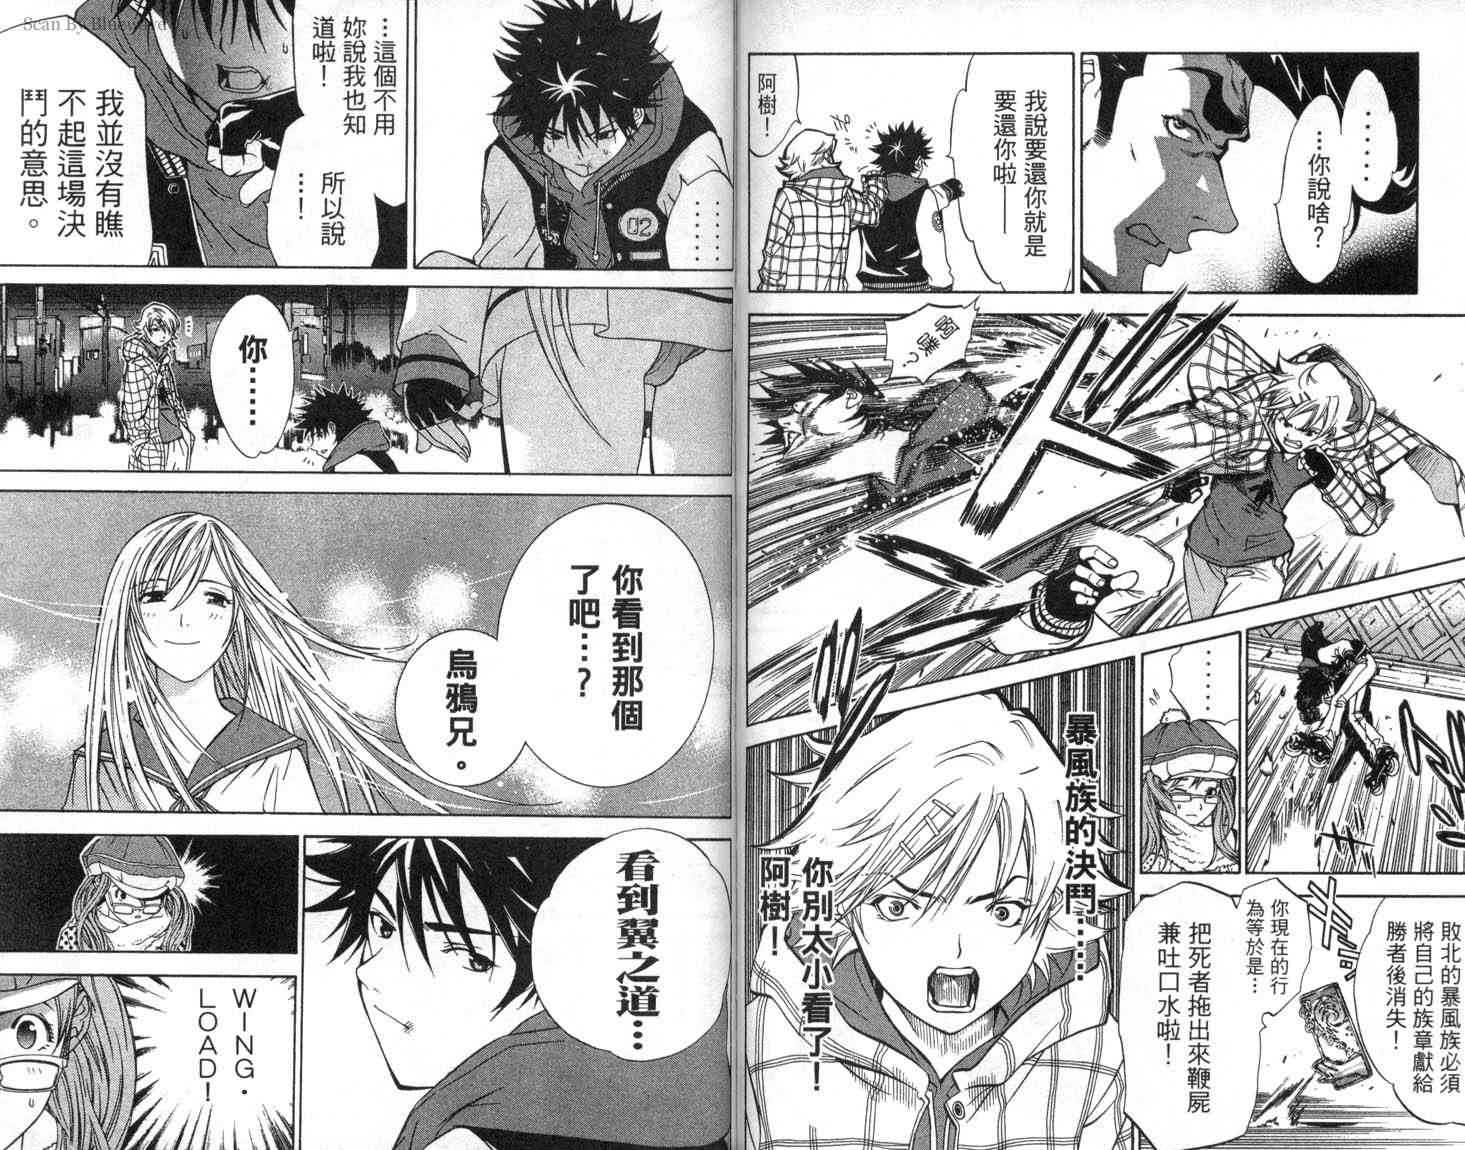 Scan By Blue
………
…你說啥？
我說要還你就是
要還你啦——
阿樹！
啊噗？
………
暴風族的決鬥……
你別太小看了！
阿樹！
敗北的暴風族必須
將自己的族章獻給
勝者後消失！
你現在的行
為等於是…
把死者拖出來鞭屍
兼吐口水啦！
………
…這個不用
妳說我也知
道啦！
所以說
…！
我並沒有瞧
不起這場決
鬥的意思。
你……
你看到那個
了吧…？
烏鴉兄。
看到翼之道…
WING．
LOAD！
02